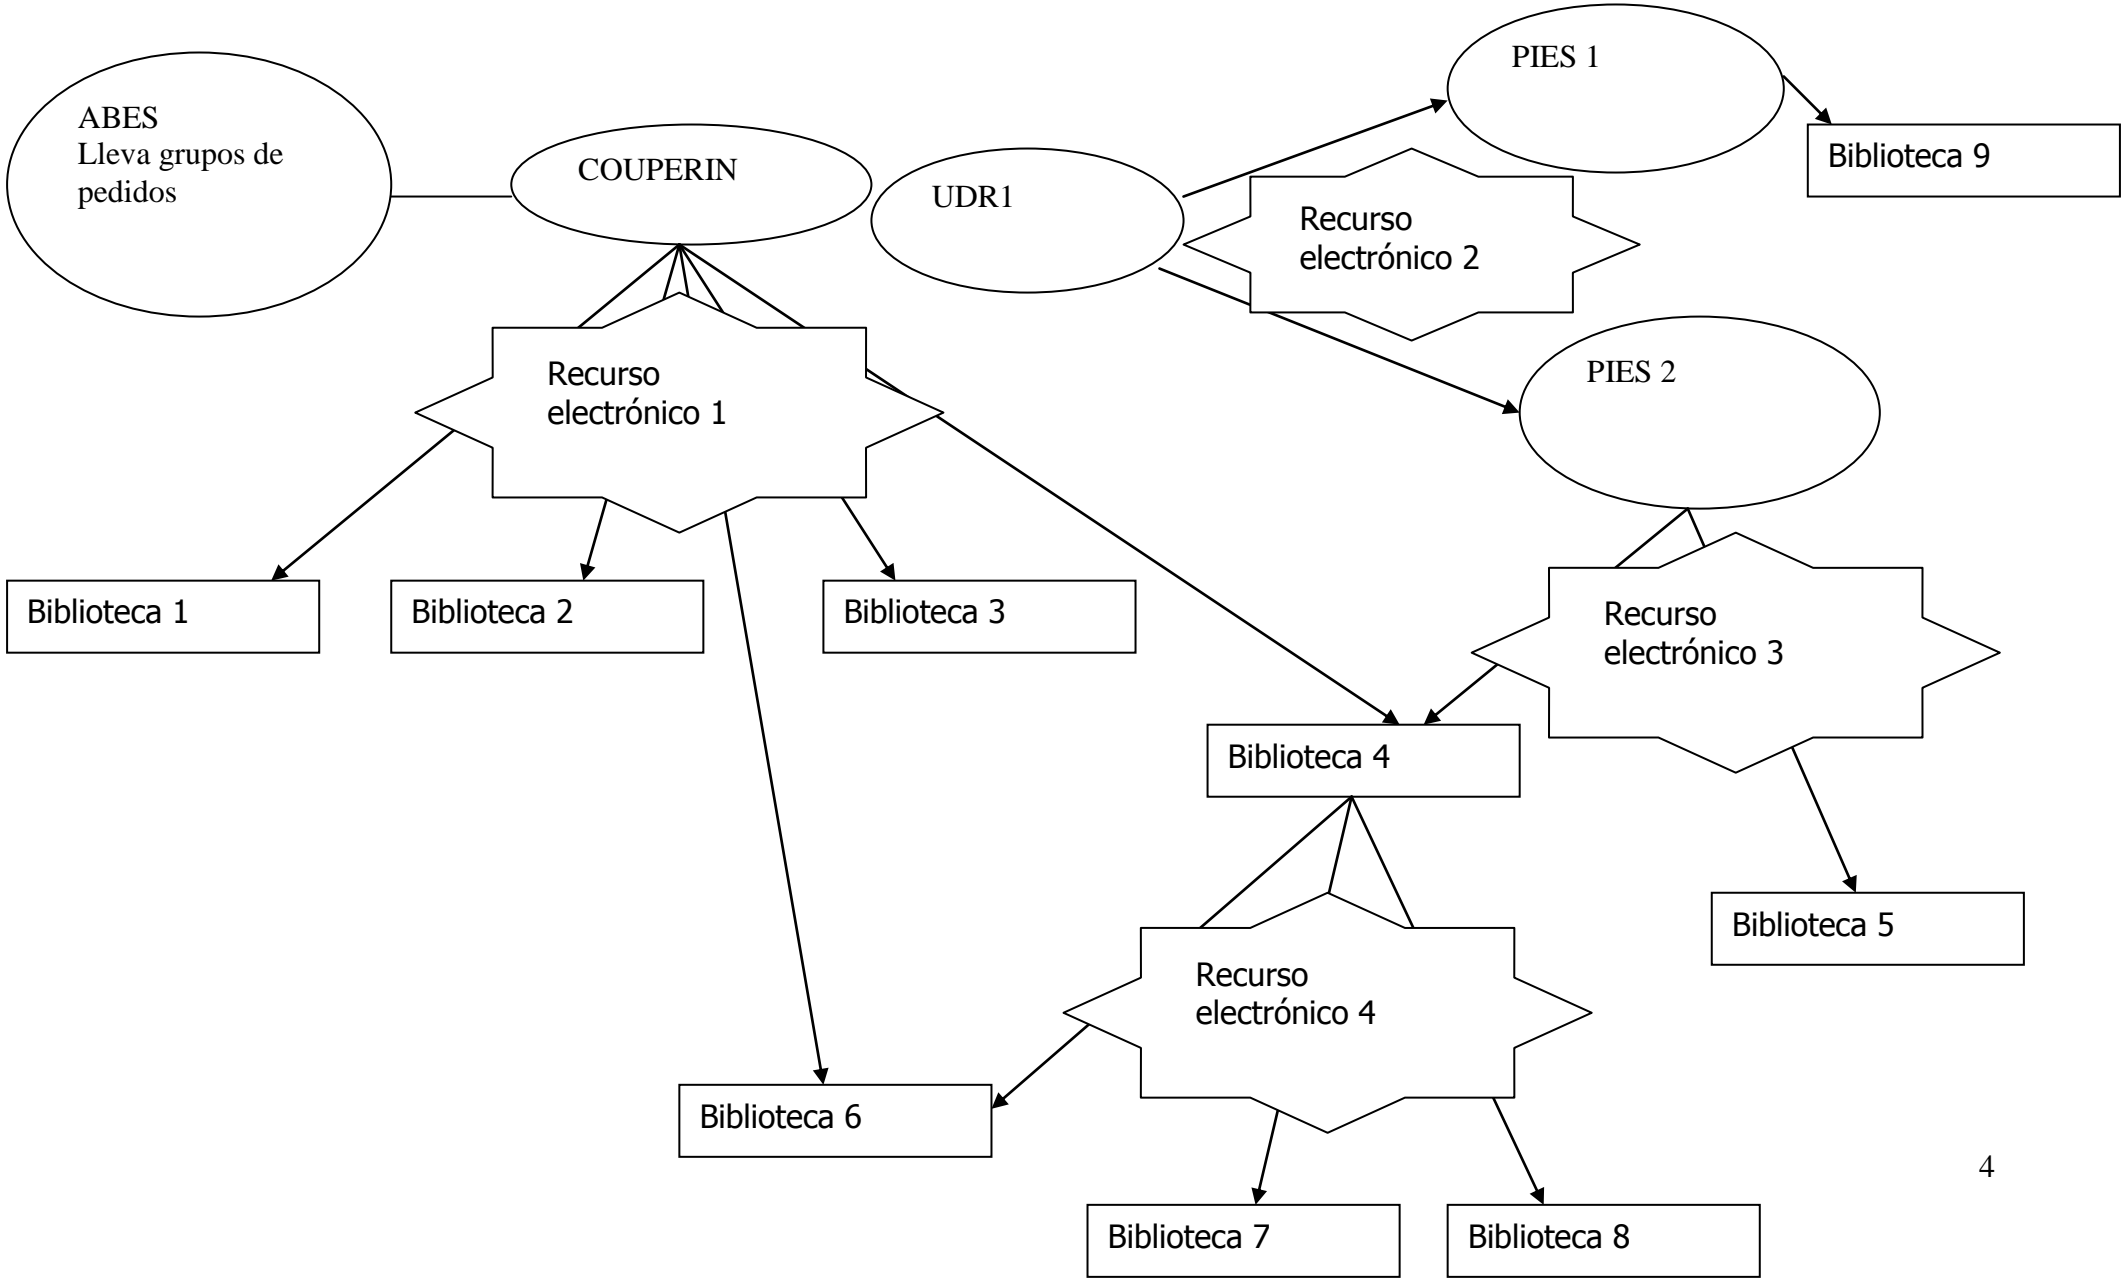 PIES 1
ABES
Lleva grupos de
pedidos
COUPERIN
UDR1
Biblioteca 9
Recurso
electrónico 2
Recurso
electrónico 1
PIES 2
Biblioteca 1
Biblioteca 2
Biblioteca 3
Recurso
electrónico 3
Biblioteca 4
Biblioteca 5
Recurso
electrónico 4
Biblioteca 6
4
Biblioteca 7
Biblioteca 8